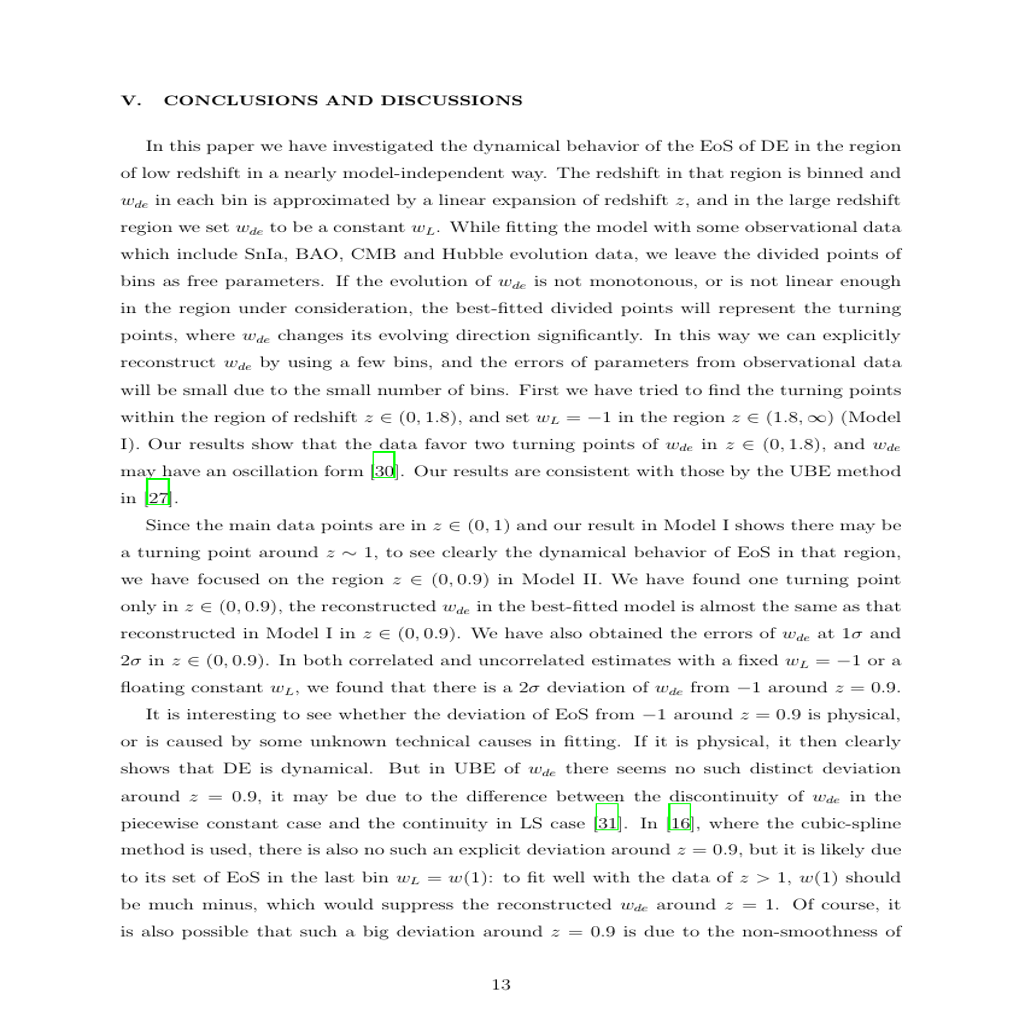 V. CONCLUSIONS AND DISCUSSIONS
In this paper we have investigated the dynamical behavior of the EoS of DE in the region
of low redshift in a nearly model-independent way. The redshift in that region is binned and
w_{de} in each bin is approximated by a linear expansion of redshift z, and in the large redshift
region we set w_{de} to be a constant w_L. While fitting the model with some observational data
which include SnIa, BAO, CMB and Hubble evolution data, we leave the divided points of
bins as free parameters. If the evolution of w_{de} is not monotonous, or is not linear enough
in the region under consideration, the best-fitted divided points will represent the turning
points, where w_{de} changes its evolving direction significantly. In this way we can explicitly
reconstruct w_{de} by using a few bins, and the errors of parameters from observational data
will be small due to the small number of bins. First we have tried to find the turning points
within the region of redshift z ∈ (0, 1.8), and set w_L = −1 in the region z ∈ (1.8, ∞) (Model
I). Our results show that the data favor two turning points of w_{de} in z ∈ (0, 1.8), and w_{de}
may have an oscillation form [30]. Our results are consistent with those by the UBE method
in [27].
Since the main data points are in z ∈ (0, 1) and our result in Model I shows there may be
a turning point around z ∼ 1, to see clearly the dynamical behavior of EoS in that region,
we have focused on the region z ∈ (0, 0.9) in Model II. We have found one turning point
only in z ∈ (0, 0.9), the reconstructed w_{de} in the best-fitted model is almost the same as that
reconstructed in Model I in z ∈ (0, 0.9). We have also obtained the errors of w_{de} at 1σ and
2σ in z ∈ (0, 0.9). In both correlated and uncorrelated estimates with a fixed w_L = −1 or a
floating constant w_L, we found that there is a 2σ deviation of w_{de} from −1 around z = 0.9.
It is interesting to see whether the deviation of EoS from −1 around z = 0.9 is physical,
or is caused by some unknown technical causes in fitting. If it is physical, it then clearly
shows that DE is dynamical. But in UBE of w_{de} there seems no such distinct deviation
around z = 0.9, it may be due to the difference between the discontinuity of w_{de} in the
piecewise constant case and the continuity in LS case [31]. In [16], where the cubic-spline
method is used, there is also no such an explicit deviation around z = 0.9, but it is likely due
to its set of EoS in the last bin w_L = w(1): to fit well with the data of z > 1, w(1) should
be much minus, which would suppress the reconstructed w_{de} around z = 1. Of course, it
is also possible that such a big deviation around z = 0.9 is due to the non-smoothness of
13